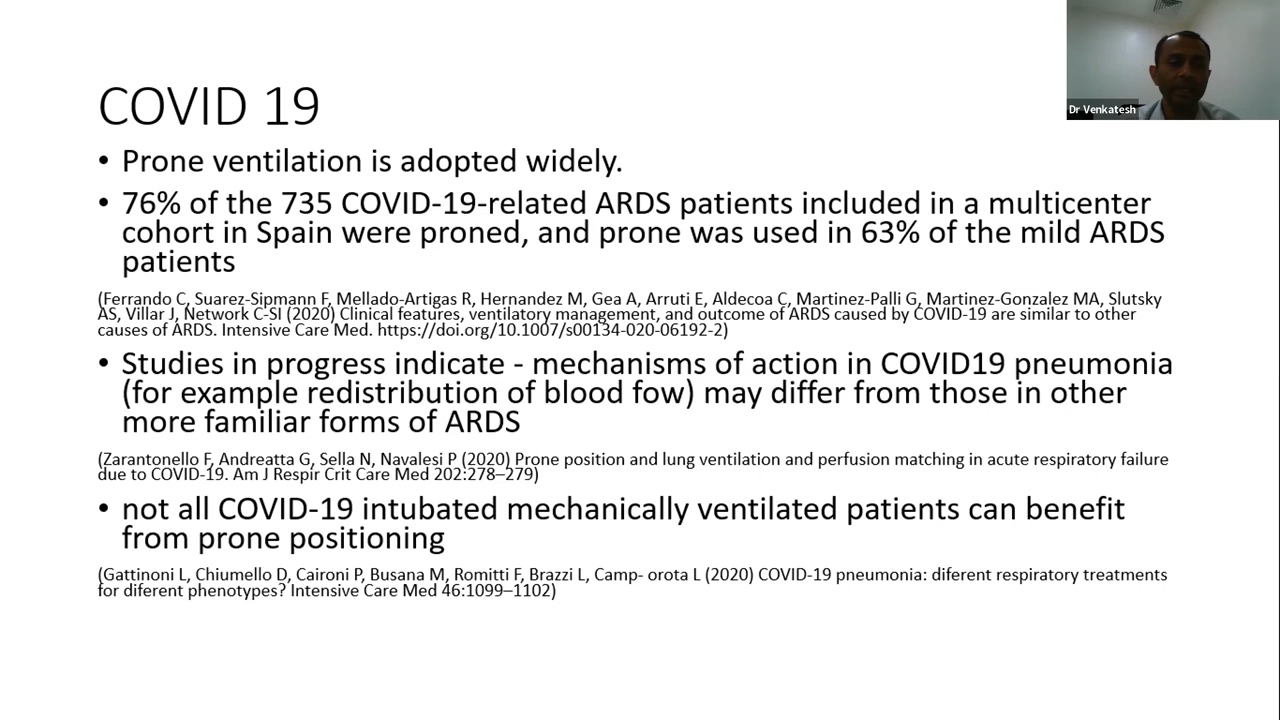 Dr Venkatesh
COVID 19
• Prone ventilation is adopted widely.
• 76% of the 735 COVID-19-related ARDS patients included in a multicenter
cohort in Spain were proned, and prone was used in 63% of the mild ARDS
patients
(Ferrando C, Suarez-Sipmann F, Mellado-Artigas R, Hernandez M, Gea A, Arruti E, Aldecoa C, Martinez-Palli G, Martinez-Gonzalez MA, Slutsky
AS, Villar J, Network C-SI (2020) Clinical features, ventilatory management, and outcome of ARDS caused by COVID-19 are similar to other
causes of ARDS. Intensive Care Med. https://doi.org/10.1007/s00134-020-06192-2)
• Studies in progress indicate - mechanisms of action in COVID19 pneumonia
(for example redistribution of blood fow) may differ from those in other
more familiar forms of ARDS
(Zarantonello F, Andreatta G, Sella N, Navalesi P (2020) Prone position and lung ventilation and perfusion matching in acute respiratory failure
due to COVID-19. Am J Respir Crit Care Med 202:278–279)
• not all COVID-19 intubated mechanically ventilated patients can benefit
from prone positioning
(Gattinoni L, Chiumello D, Caironi P, Busana M, Romitti F, Brazzi L, Camp- orota L (2020) COVID-19 pneumonia: diferent respiratory treatments
for diferent phenotypes? Intensive Care Med 46:1099–1102)